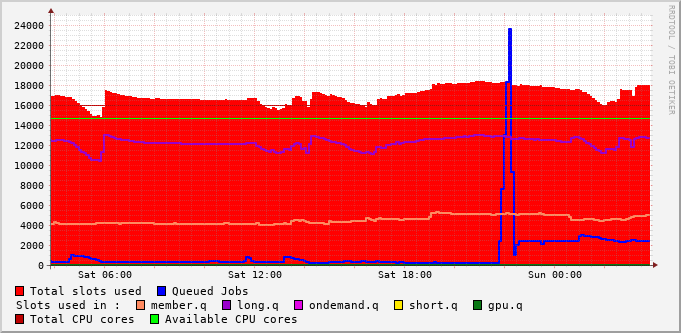 24000
22000
20000
18000
16000
14000
12000
10000
8000
6000
4000
2000
0
Sat 06:00 Sat 12:00 Sat 18:00 Sun 00:00
Total slots used Queued Jobs
Slots used in : member.q long.q ondemand.q short.q gpu.q
Total CPU cores Available CPU cores
RRDTOOL / TOBI OETIKER